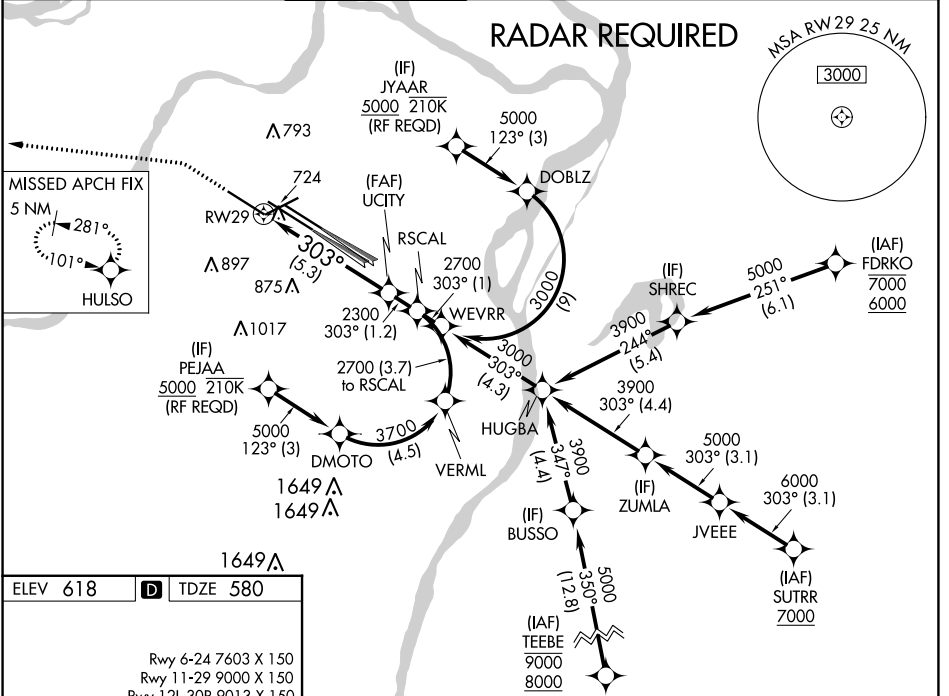 RADAR REQUIRED
MSA RW29 25 NM
3000
(IF)
JYAAR
5000 210K
(RF REQD)
5000
123° (3)
DOBLZ
793
724
RW29
(FAF)
UCITY
RSCAL
2700
303° (1)
WEVRR
303°
(5.3)
2300
303° (1.2)
3000
(6)
MISSED APCH FIX
5 NM
281°
101°
HULSO
897
875
1017
(IF)
PEJAA
5000 210K
(RF REQD)
5000
123° (3)
DMOTO
3700
(4.5)
VERML
2700 (3.7)
to RSCAL
3000
303°
(4.3)
HUGBA
(IF)
SHREC
3900
244°
(5.4)
5000
251°
(6.1)
(IAF)
FDRKO
7000
6000
3900
303° (4.4)
(IF)
ZUMLA
5000
303° (3.1)
JVEEE
6000
303° (3.1)
(IAF)
SUTRR
7000
3900
347°
(4.4)
(IF)
BUSSO
5000
350°
(12.8)
(IAF)
TEEBE
9000
8000
1649
1649
1649
ELEV 618 D TDZE 580
Rwy 6-24 7603 X 150
Rwy 11-29 9000 X 150
Rwy 12L-30R 9013 X 150